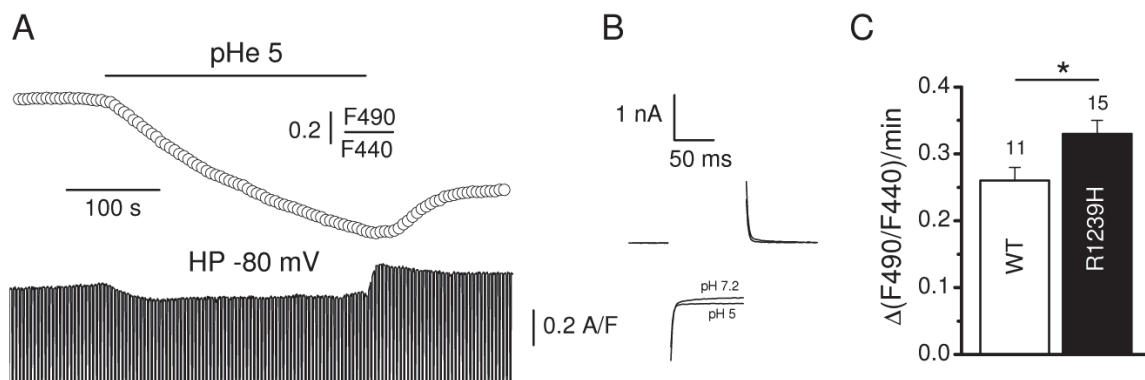 A
pHe 5
0.2 F490
F440
100 s
HP -80 mV
0.2 A/F
B
1 nA
50 ms
pH 7.2
pH 5
C
*
0.4
0.3
0.2
0.1
0.0
Δ(F490/F440)/min
11
15
WT
R1239H